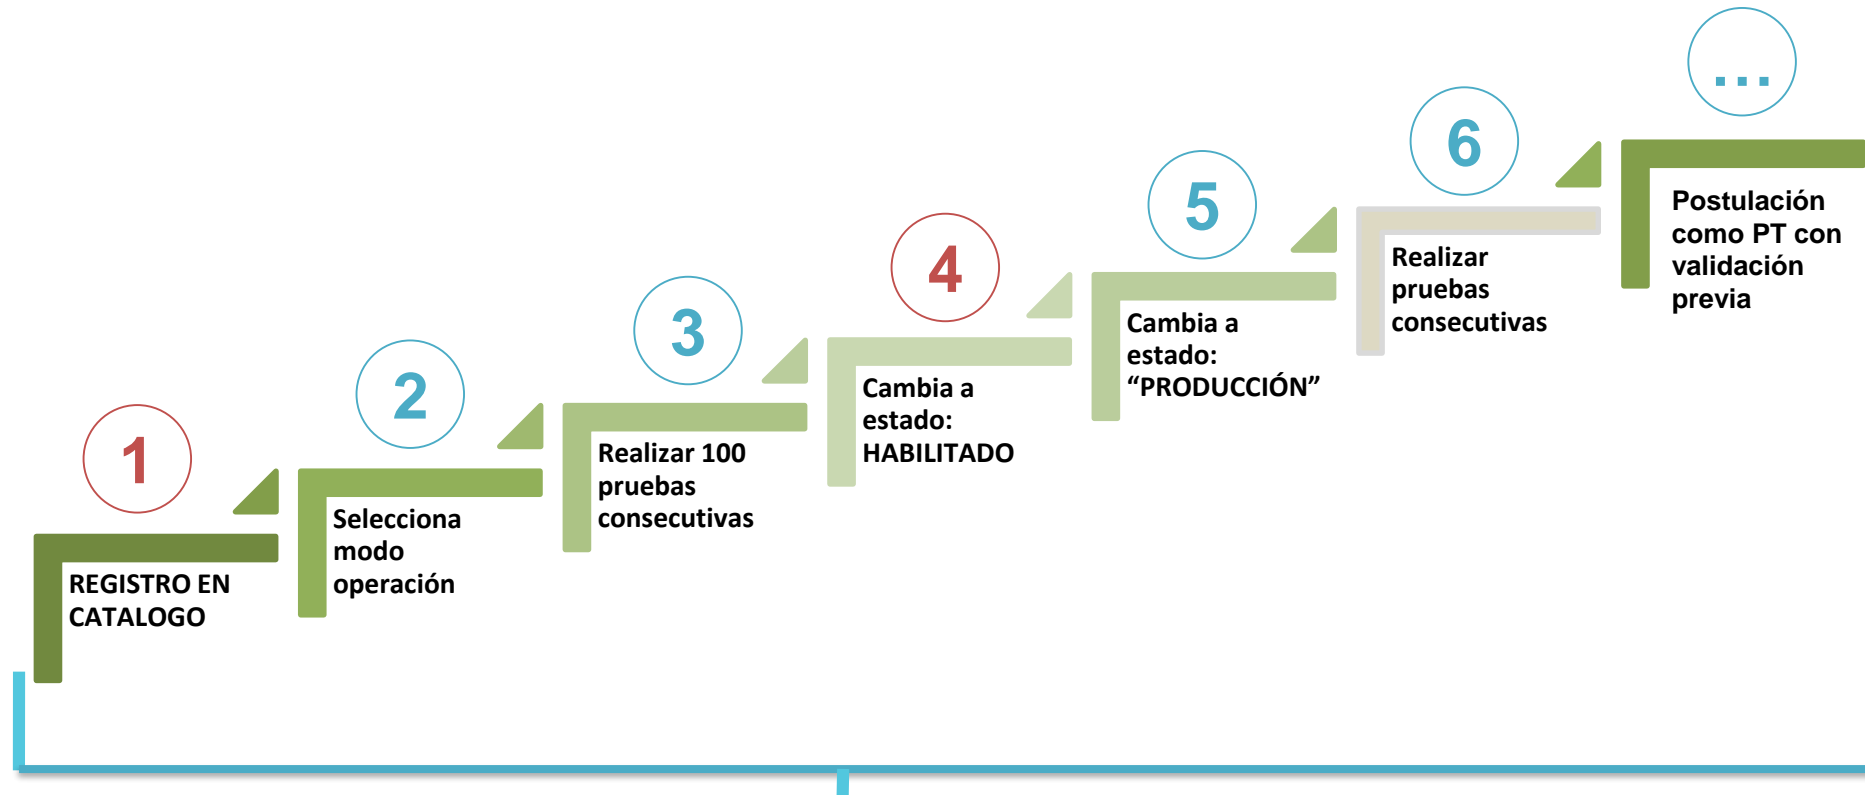 1
REGISTRO EN
CATALOGO
2
Selecciona
modo
operación
3
Realizar 100
pruebas
consecutivas
4
Cambia a
estado:
HABILITADO
5
Cambia a
estado:
“PRODUCCIÓN”
6
Realizar
pruebas
consecutivas
...
Postulación
como PT con
validación
previa